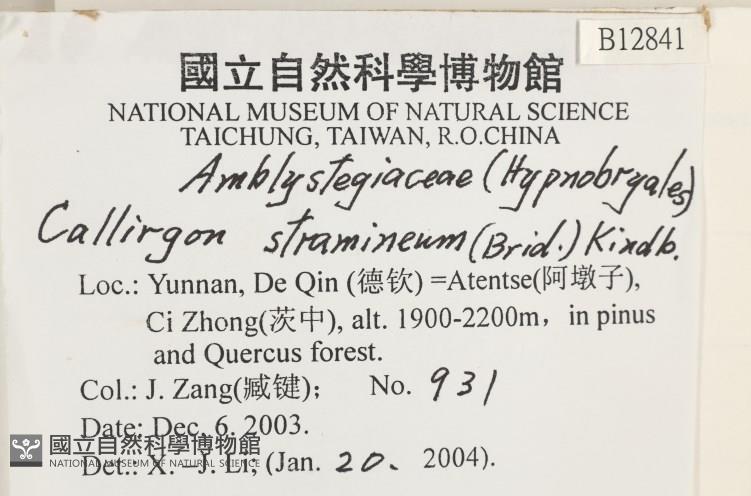 B12841
國立自然科學博物館
NATIONAL MUSEUM OF NATURAL SCIENCE
TAICHUNG, TAIWAN, R.O.CHINA
Amblystegiaceae (Hypnobryales)
Callirgon stramineum (Brid.) Kindb.
Loc.: Yunnan, De Qin (德钦) =Atentse(阿墩子),
Ci Zhong(茨中), alt. 1900-2200m, in pinus
and Quercus forest.
Col.: J. Zang(臧键); No. 931
Date: Dec. 6. 2003.
國立自然科學博物館
NATIONAL MUSEUM OF NATURAL SCIENCE
Det.: X. -J. Li, (Jan. 20. 2004).